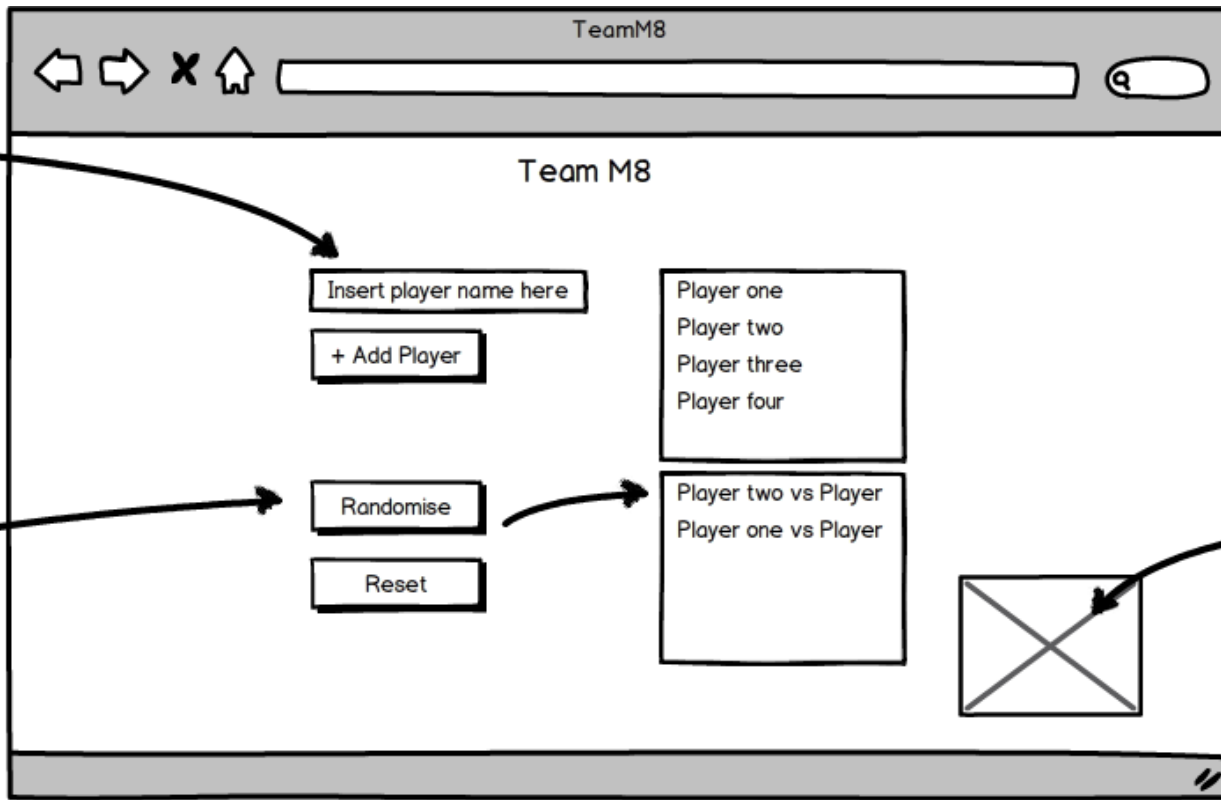 TeamM8
Team M8
Insert player name here
+ Add Player
Player one
Player two
Player three
Player four
Randomise
Reset
Player two vs Player
Player one vs Player